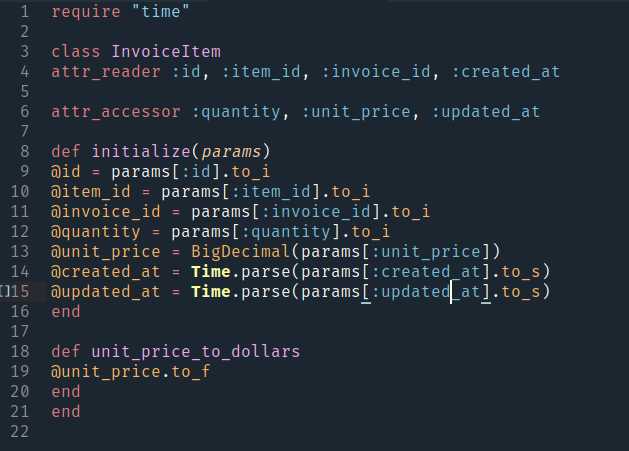 1 require "time"
2
3 class InvoiceItem
4 attr_reader :id, :item_id, :invoice_id, :created_at
5
6 attr_accessor :quantity, :unit_price, :updated_at
7
8 def initialize(params)
9 @id = params[:id].to_i
10 @item_id = params[:item_id].to_i
11 @invoice_id = params[:invoice_id].to_i
12 @quantity = params[:quantity].to_i
13 @unit_price = BigDecimal(params[:unit_price])
14 @created_at = Time.parse(params[:created_at].to_s)
15 @updated_at = Time.parse(params[:updated_at].to_s)
16 end
17
18 def unit_price_to_dollars
19 @unit_price.to_f
20 end
21 end
22